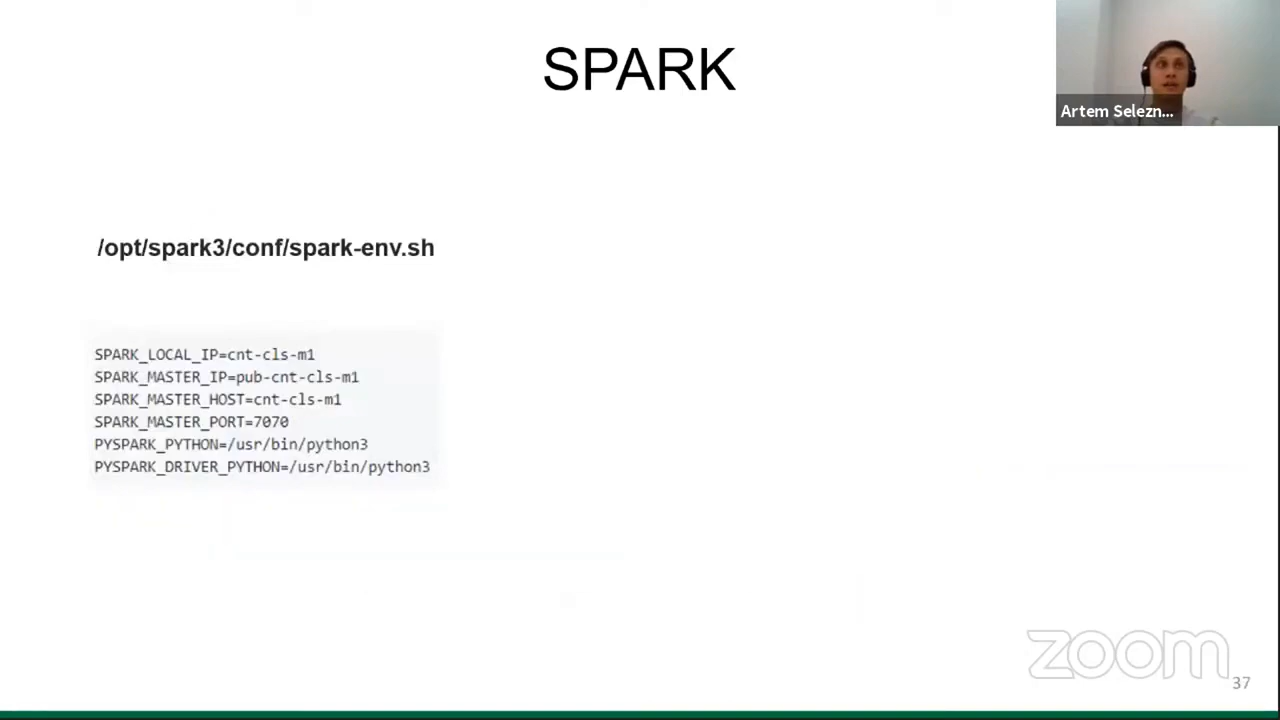 SPARK
Artem Selezn...
/opt/spark3/conf/spark-env.sh
SPARK_LOCAL_IP=cnt-cls-m1
SPARK_MASTER_IP=pub-cnt-cls-m1
SPARK_MASTER_HOST=cnt-cls-m1
SPARK_MASTER_PORT=7070
PYSPARK_PYTHON=/usr/bin/python3
PYSPARK_DRIVER_PYTHON=/usr/bin/python3
zoom
37